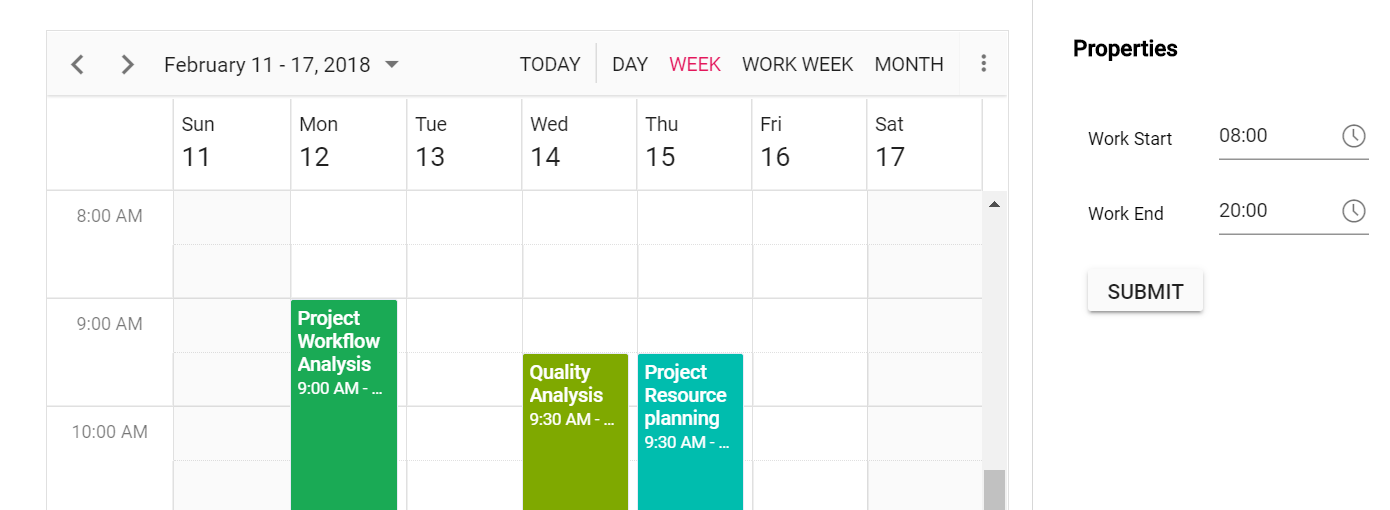 February 11 - 17, 2018 TODAY DAY WEEK WORK WEEK MONTH
Properties
Sun Mon Tue Wed Thu Fri Sat
11 12 13 14 15 16 17
Work Start 08:00
Work End 20:00
SUBMIT
8:00 AM
9:00 AM
10:00 AM
Project
Workflow
Analysis
9:00 AM - ...
Quality
Analysis
9:30 AM - ...
Project
Resource
planning
9:30 AM - ...